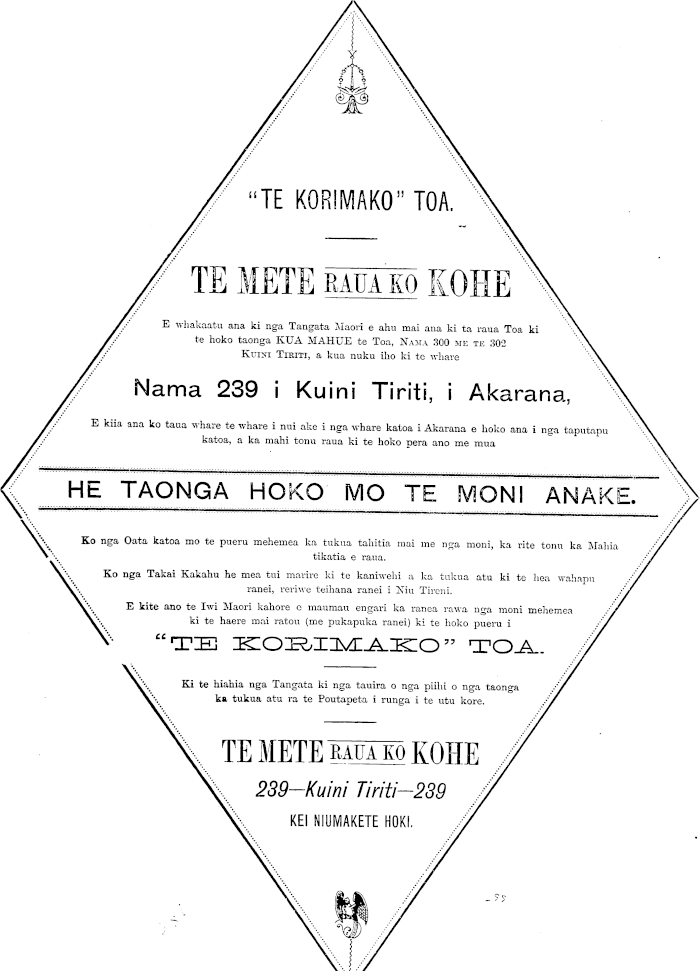 "TE KORIMAKO" TOA.
TE METE RAUA KO KOHE
E whakaatu ana ki nga Tangata Maori e ahu mai ana ki ta raua Toa ki
te hoko taonga KUA MAHUE te Toa, NAMA 300 ME TE 302
KUINI TIRITI, a kua nuku iho ki te whare
Nama 239 i Kuini Tiriti, i Akarana,
E kiia ana ko taua whare te whare i nui ake i nga whare katoa i Akarana e hoko ana i nga taputapu
katoa, a ka mahi tonu raua ki te hoko pera ano me mua
HE TAONGA HOKO MO TE MONI ANAKE.
Ko nga Oata katoa mo te pueru mehemea ka tukua tahitia mai me nga moni, ka rite tonu ka Mahia
tikatia e raua.
Ko nga Takai Kakahu he mea tui marire ki te kaniwehi a ka tukua atu ki te hea wahapu
ranei, reriwe teihana ranei i Niu Tireni.
E kite ano te Iwi Maori kahore e maumau engari ka ranea rawa nga moni mehemea
ki te haere mai ratou (me pukapuka ranei) ki te hoko pueru i
"TE KORIMAKO" TOA.
Ki te hiahia nga Tangata ki nga tauira o nga piihi o nga taonga
ka tukua atu ra te Poutapeta i runga i te utu kore.
TE METE RAUA KO KOHE
239—Kuini Tiriti—239
KEI NIUMAKETE HOKI.